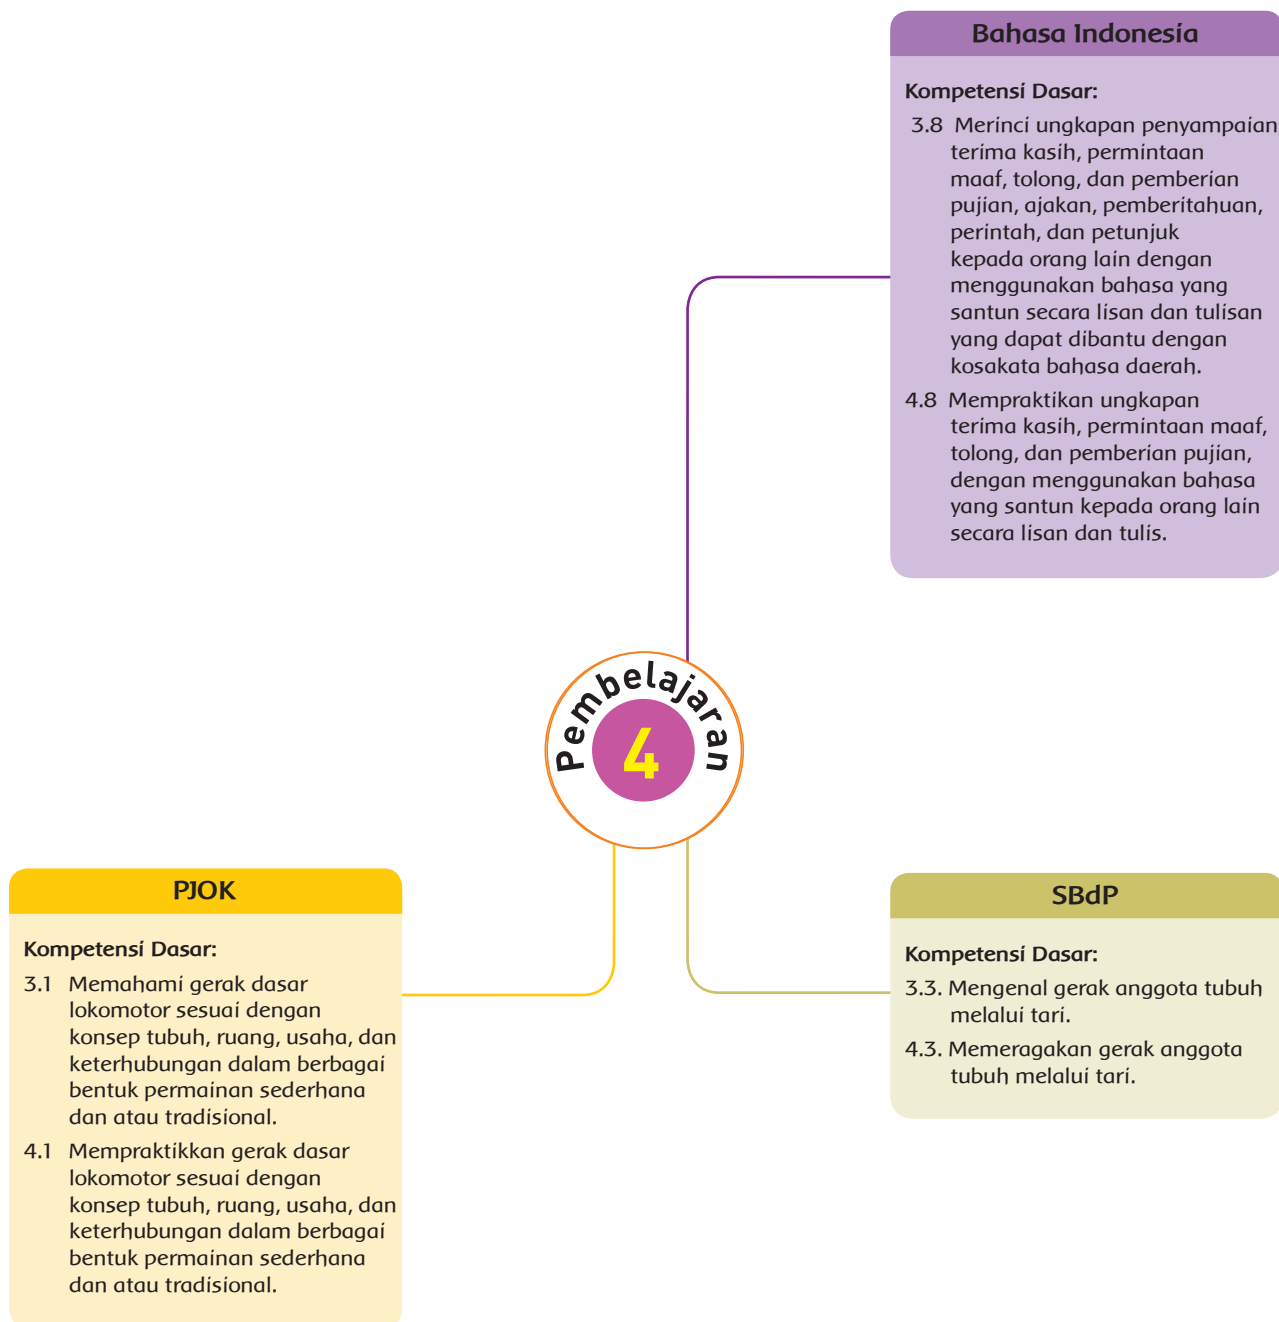 Bahasa Indonesia
Kompetensi Dasar:
3.8 Merinci ungkapan penyampaian
terima kasih, permintaan
maaf, tolong, dan pemberian
pujian, ajakan, pemberitahuan,
perintah, dan petunjuk
kepada orang lain dengan
menggunakan bahasa yang
santun secara lisan dan tulisan
yang dapat dibantu dengan
kosakata bahasa daerah.
4.8 Mempraktikan ungkapan
terima kasih, permintaan maaf,
tolong, dan pemberian pujian,
dengan menggunakan bahasa
yang santun kepada orang lain
secara lisan dan tulis.
Pembelajaran
4
PJOK
Kompetensi Dasar:
3.1 Memahami gerak dasar
lokomotor sesuai dengan
konsep tubuh, ruang, usaha, dan
keterhubungan dalam berbagai
bentuk permainan sederhana
dan atau tradisional.
4.1 Mempraktikkan gerak dasar
lokomotor sesuai dengan
konsep tubuh, ruang, usaha, dan
keterhubungan dalam berbagai
bentuk permainan sederhana
dan atau tradisional.
SBdP
Kompetensi Dasar:
3.3. Mengenal gerak anggota tubuh
melalui tari.
4.3. Memeragakan gerak anggota
tubuh melalui tari.